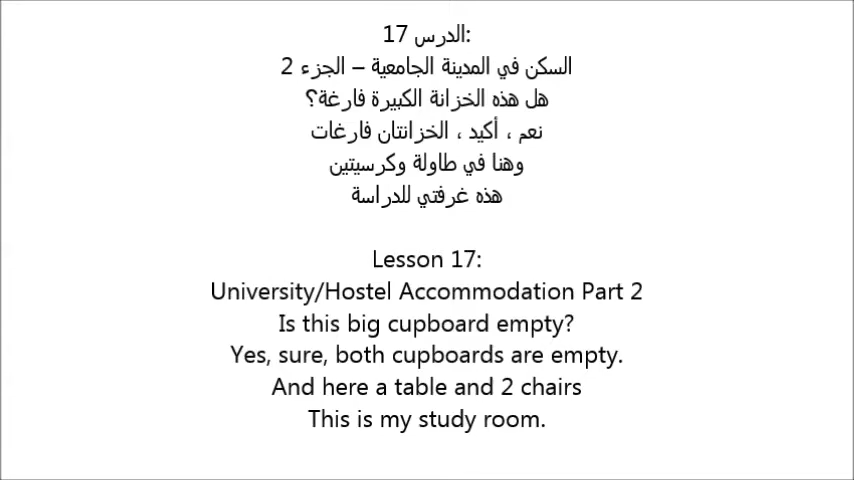 الدرس 17:
السكن في المدينة الجامعية – الجزء 2
هل هذه الخزانة الكبيرة فارغة؟
نعم ، أكيد ، الخزانتان فارغات
وهنا في طاولة وكرسيتين
هذه غرفتي للدراسة
Lesson 17:
University/Hostel Accommodation Part 2
Is this big cupboard empty?
Yes, sure, both cupboards are empty.
And here a table and 2 chairs
This is my study room.